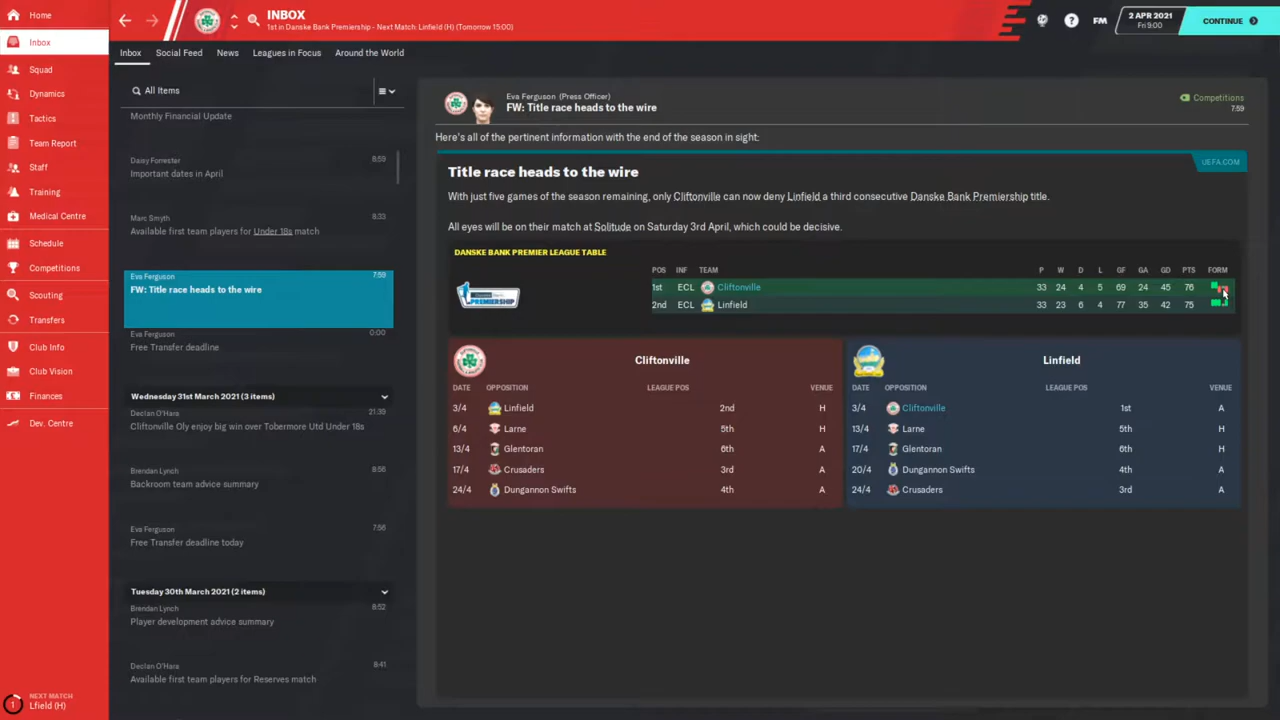 Home
INBOX
1st in Danske Bank Premiership - Next Match: Linfield (H) (Tomorrow 15:00)
?
FM
2 APR 2021
Fri 9:00
CONTINUE
Inbox
Squad
Dynamics
Tactics
Team Report
Staff
Training
Medical Centre
Schedule
Competitions
Scouting
Transfers
Club Info
Club Vision
Finances
Dev. Centre
1
NEXT MATCH
Lfield (H)
Inbox Social Feed News Leagues in Focus Around the World
All Items
Monthly Financial Update
Daisy Forrester 8:59
Important dates in April
Marc Smyth 8:33
Available first team players for Under 18s match
Eva Ferguson 7:59
FW: Title race heads to the wire
Eva Ferguson 0:00
Free Transfer deadline
Wednesday 31st March 2021 (3 items)
Declan O'Hara 21:39
Cliftonville Oly enjoy big win over Tobermore Utd Under 18s
Brendan Lynch 8:56
Backroom team advice summary
Eva Ferguson 7:56
Free Transfer deadline today
Tuesday 30th March 2021 (2 items)
Brendan Lynch 8:52
Player development advice summary
Declan O'Hara 8:41
Available first team players for Reserves match
Eva Ferguson (Press Officer)
FW: Title race heads to the wire
Competitions
7:59
Here's all of the pertinent information with the end of the season in sight:
UEFA.COM
Title race heads to the wire
With just five games of the season remaining, only Cliftonville can now deny Linfield a third consecutive Danske Bank Premiership title.
All eyes will be on their match at Solitude on Saturday 3rd April, which could be decisive.
DANSKE BANK PREMIER LEAGUE TABLE
PREMIERSHIP
POS INF TEAM P W D L GF GA GD PTS FORM
1st ECL Cliftonville 33 24 4 5 69 24 45 76
2nd ECL Linfield 33 23 6 4 77 35 42 75
Cliftonville
DATE OPPOSITION LEAGUE POS VENUE
3/4 Linfield 2nd H
6/4 Larne 5th H
13/4 Glentoran 6th A
17/4 Crusaders 3rd A
24/4 Dungannon Swifts 4th A
Linfield
DATE OPPOSITION LEAGUE POS VENUE
3/4 Cliftonville 1st A
13/4 Larne 5th H
17/4 Glentoran 6th H
20/4 Dungannon Swifts 4th A
24/4 Crusaders 3rd A